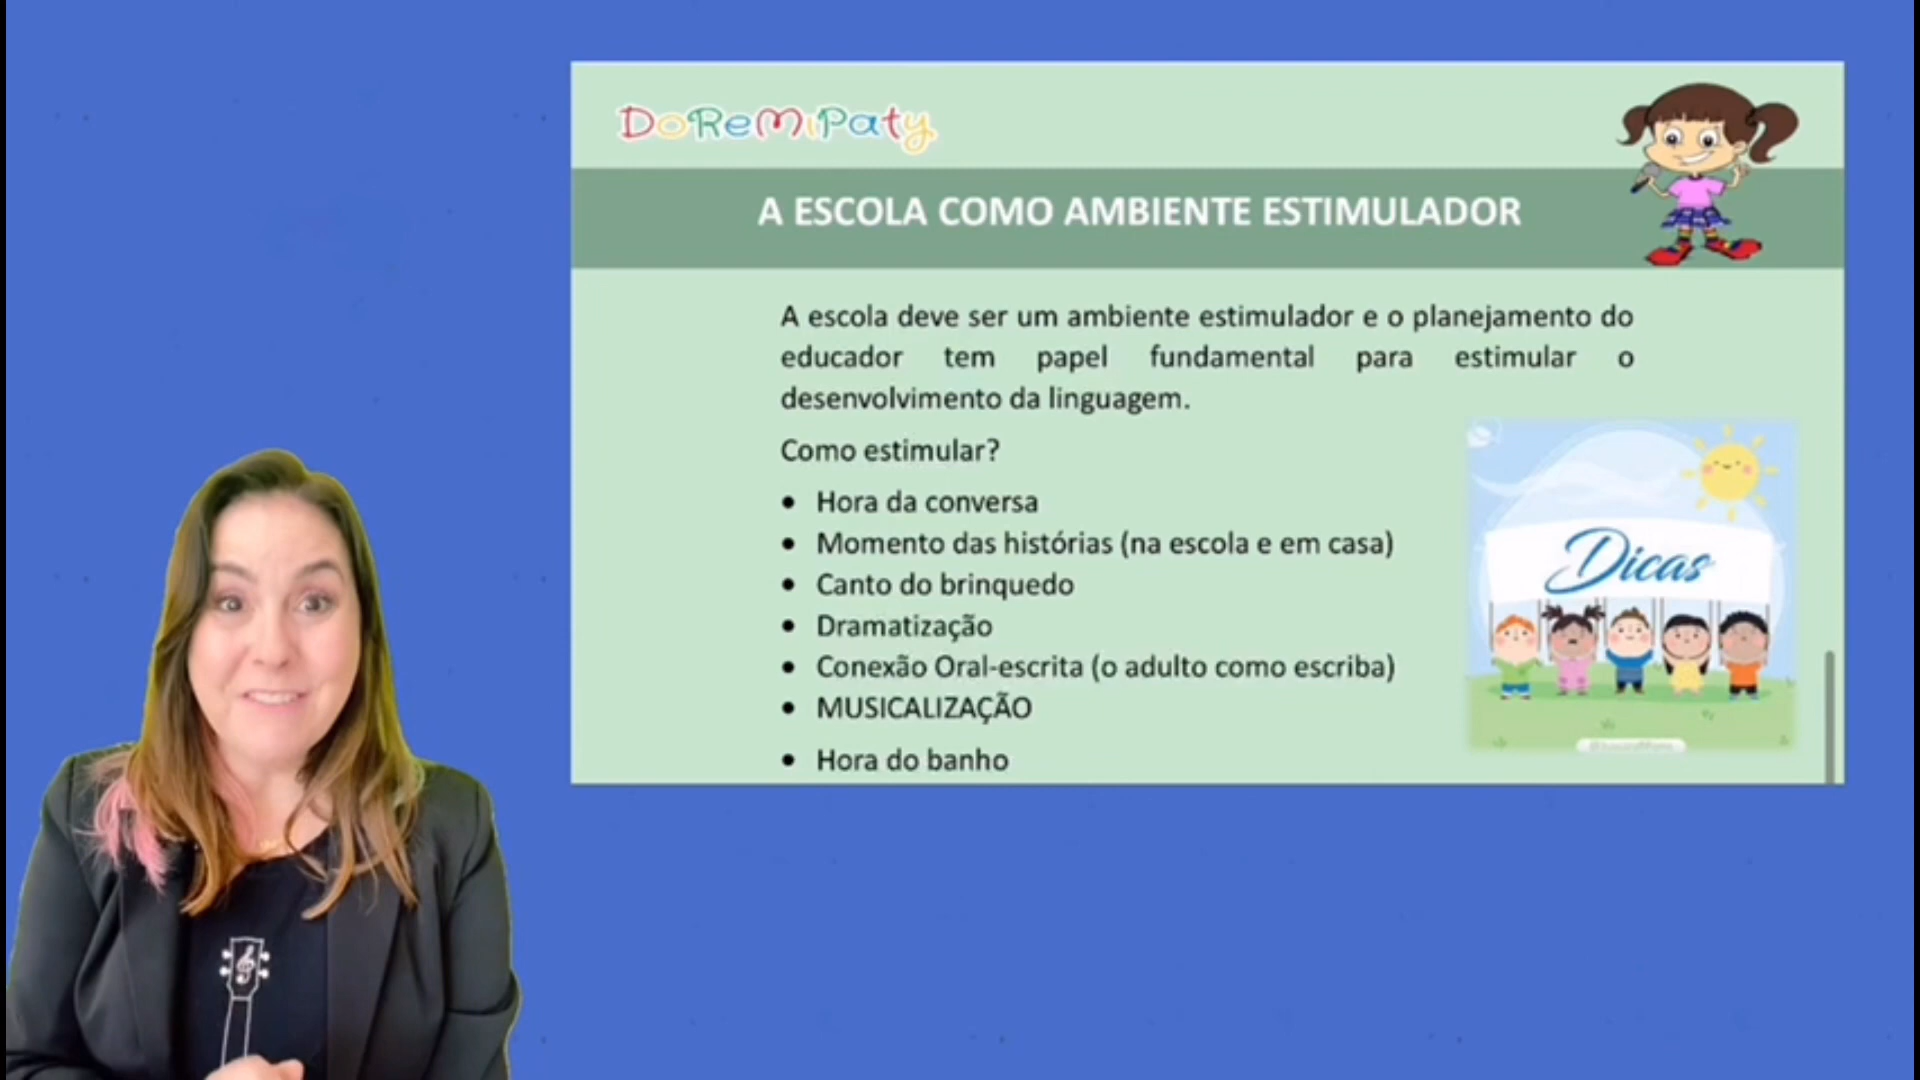 DoReMiPaty
A ESCOLA COMO AMBIENTE ESTIMULADOR
A escola deve ser um ambiente estimulador e o planejamento do
educador tem papel fundamental para estimular o
desenvolvimento da linguagem.
Como estimular?
• Hora da conversa
• Momento das histórias (na escola e em casa)
• Canto do brinquedo
• Dramatização
• Conexão Oral-escrita (o adulto como escriba)
• MUSICALIZAÇÃO
• Hora do banho
Dicas